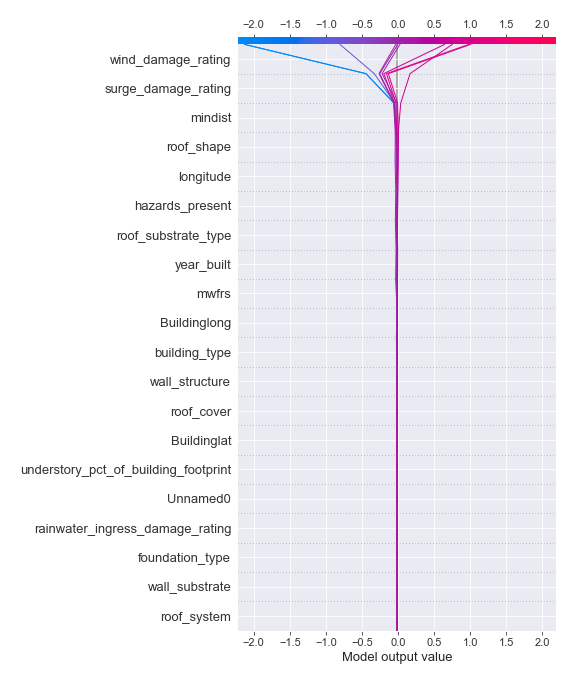 −2.0 −1.5 −1.0 −0.5 0.0 0.5 1.0 1.5 2.0
wind_damage_rating
surge_damage_rating
mindist
roof_shape
longitude
hazards_present
roof_substrate_type
year_built
mwfrs
Buildinglong
building_type
wall_structure
roof_cover
Buildinglat
understory_pct_of_building_footprint
Unnamed0
rainwater_ingress_damage_rating
foundation_type
wall_substrate
roof_system
−2.0 −1.5 −1.0 −0.5 0.0 0.5 1.0 1.5 2.0
Model output value